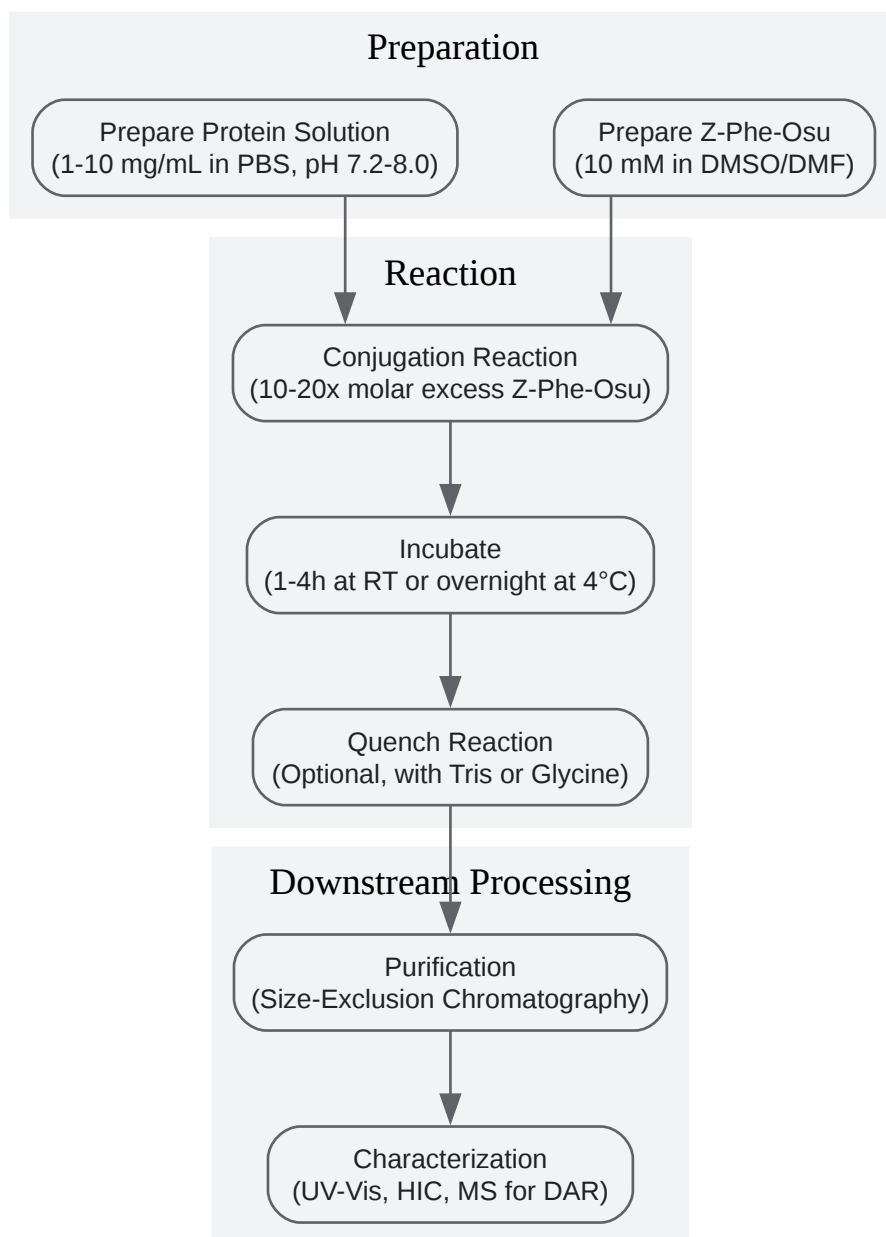 Preparation
Prepare Protein Solution
(1-10 mg/mL in PBS, pH 7.2-8.0)
Prepare Z-Phe-Osu
(10 mM in DMSO/DMF)
Reaction
Conjugation Reaction
(10-20x molar excess Z-Phe-Osu)
Incubate
(1-4h at RT or overnight at 4°C)
Quench Reaction
(Optional, with Tris or Glycine)
Downstream Processing
Purification
(Size-Exclusion Chromatography)
Characterization
(UV-Vis, HIC, MS for DAR)